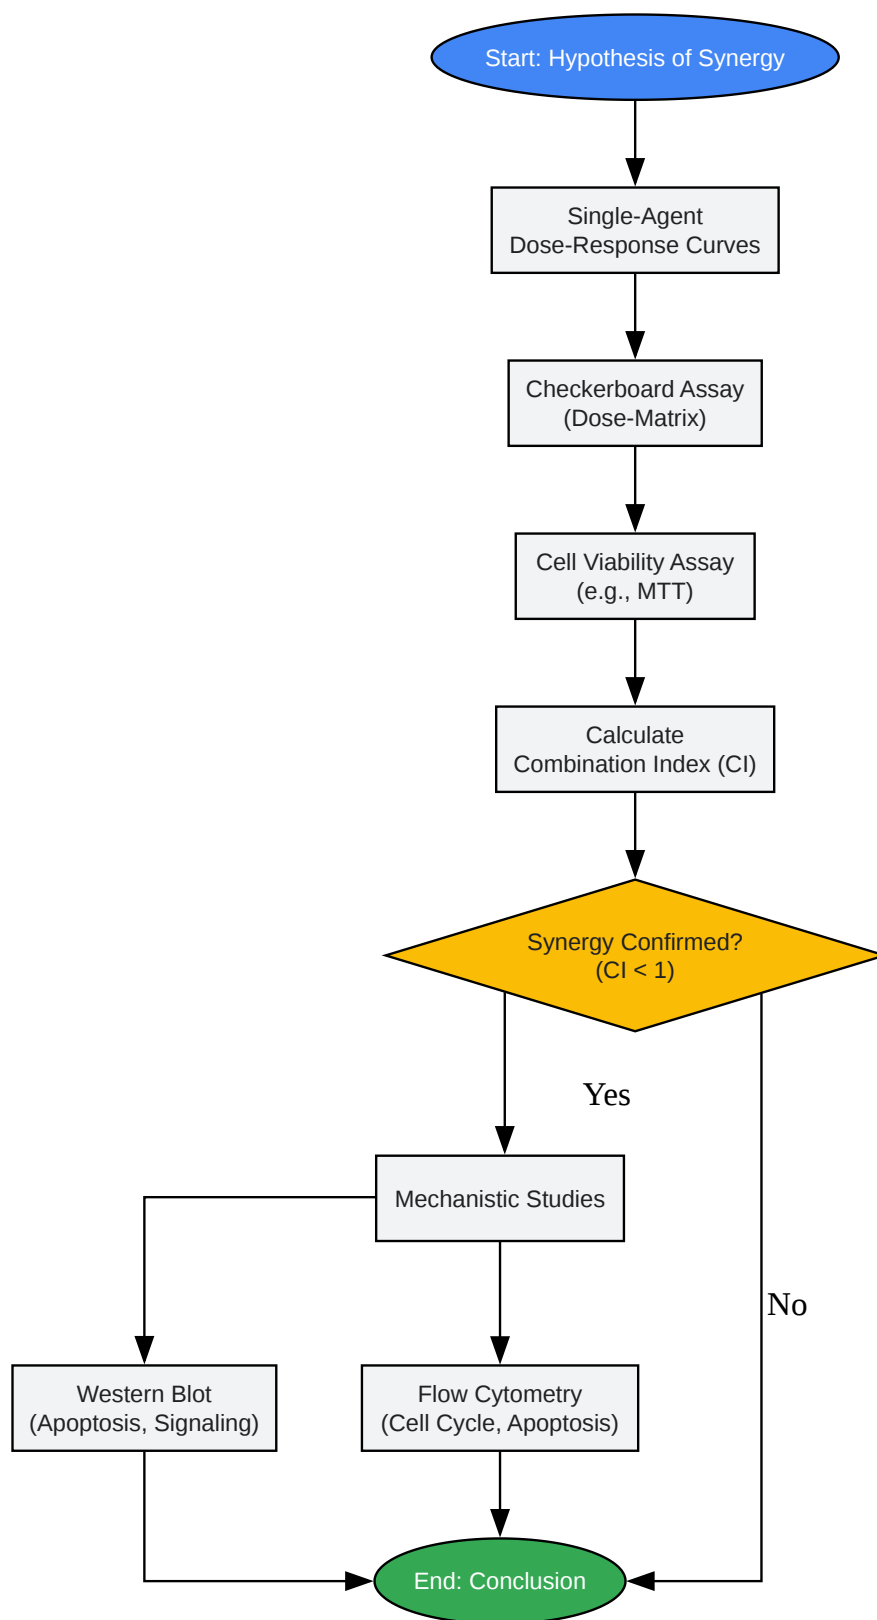 Start: Hypothesis of Synergy
Single-Agent
Dose-Response Curves
Checkerboard Assay
(Dose-Matrix)
Cell Viability Assay
(e.g., MTT)
Calculate
Combination Index (CI)
Synergy Confirmed?
(CI < 1)
Yes
Mechanistic Studies
No
Western Blot
(Apoptosis, Signaling)
Flow Cytometry
(Cell Cycle, Apoptosis)
End: Conclusion